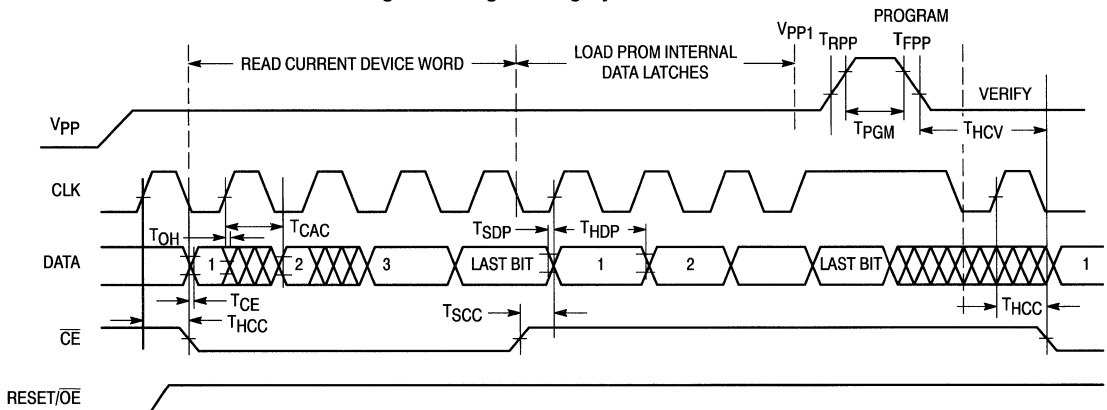 PROGRAM
VPP1
TRPP
TFPP
READ CURRENT DEVICE WORD
LOAD PROM INTERNAL
DATA LATCHES
VERIFY
VPP
TPGM
THCV
CLK
TOH
TCAC
TSDP
THDP
DATA
1
2
3
LAST BIT
1
2
LAST BIT
1
TCE
THCC
TSCC
THCC
CE
RESET/OE